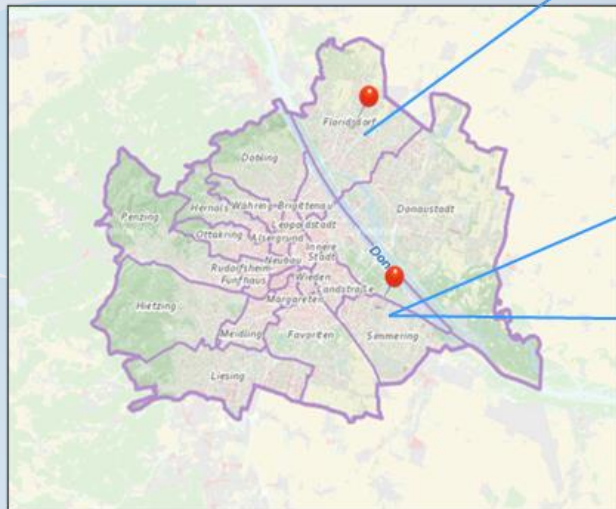 Floridsdorf
Döbling
Donaustadt
Hernals
Währing
Brigittenau
Penzing
Ottakring
Alsergrund
Leopoldstadt
Innere
Stadt
Neubau
Rudolfsheim
Fünfhaus
Wieden
Landstraße
Margareten
Hietzing
Meidling
Favoriten
Simmering
Liesing
Don